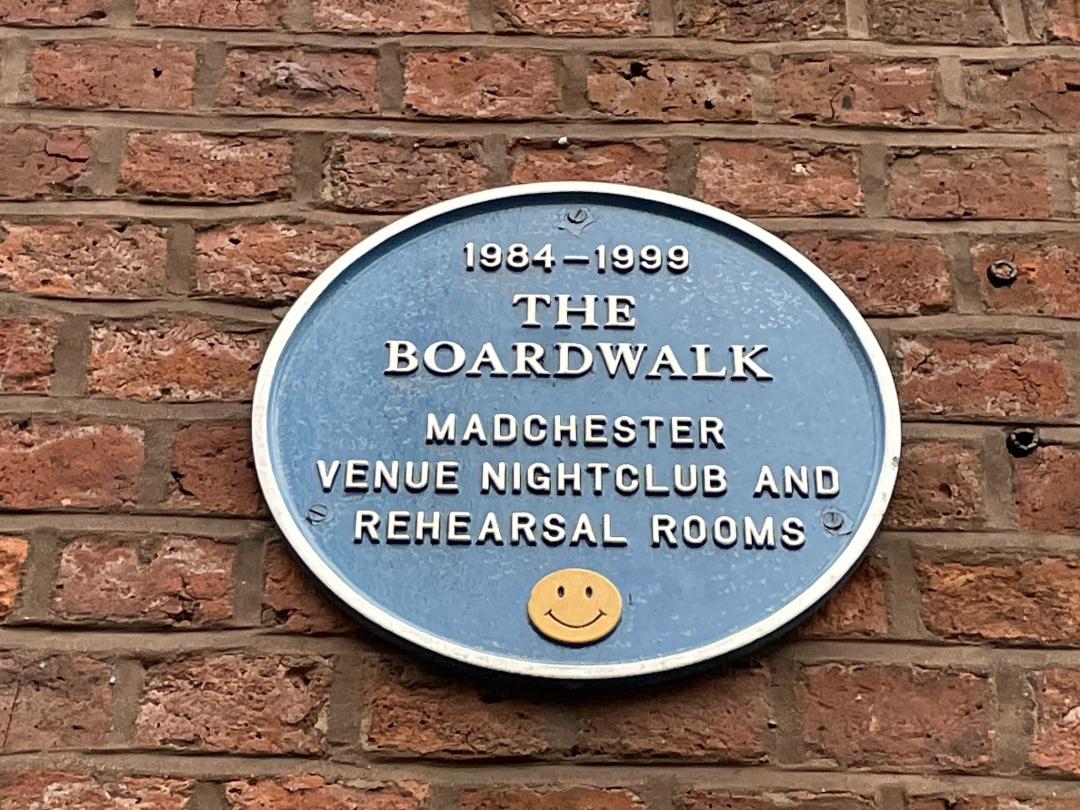 1984–1999
THE
BOARDWALK
MADCHESTER
VENUE NIGHTCLUB AND
REHEARSAL ROOMS